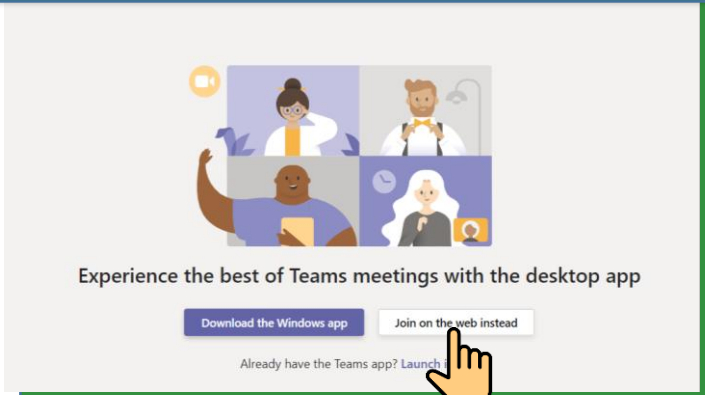 Experience the best of Teams meetings with the desktop app
Download the Windows app
Join on the web instead
Already have the Teams app? Launch